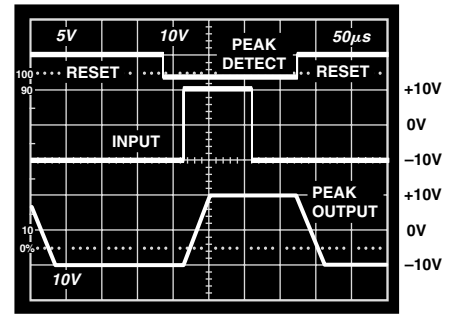 5V 10V 50μs
PEAK
DETECT
100 RESET RESET
90
+10V
0V
INPUT
−10V
PEAK
+10V
OUTPUT
10
0V
0%
−10V
10V